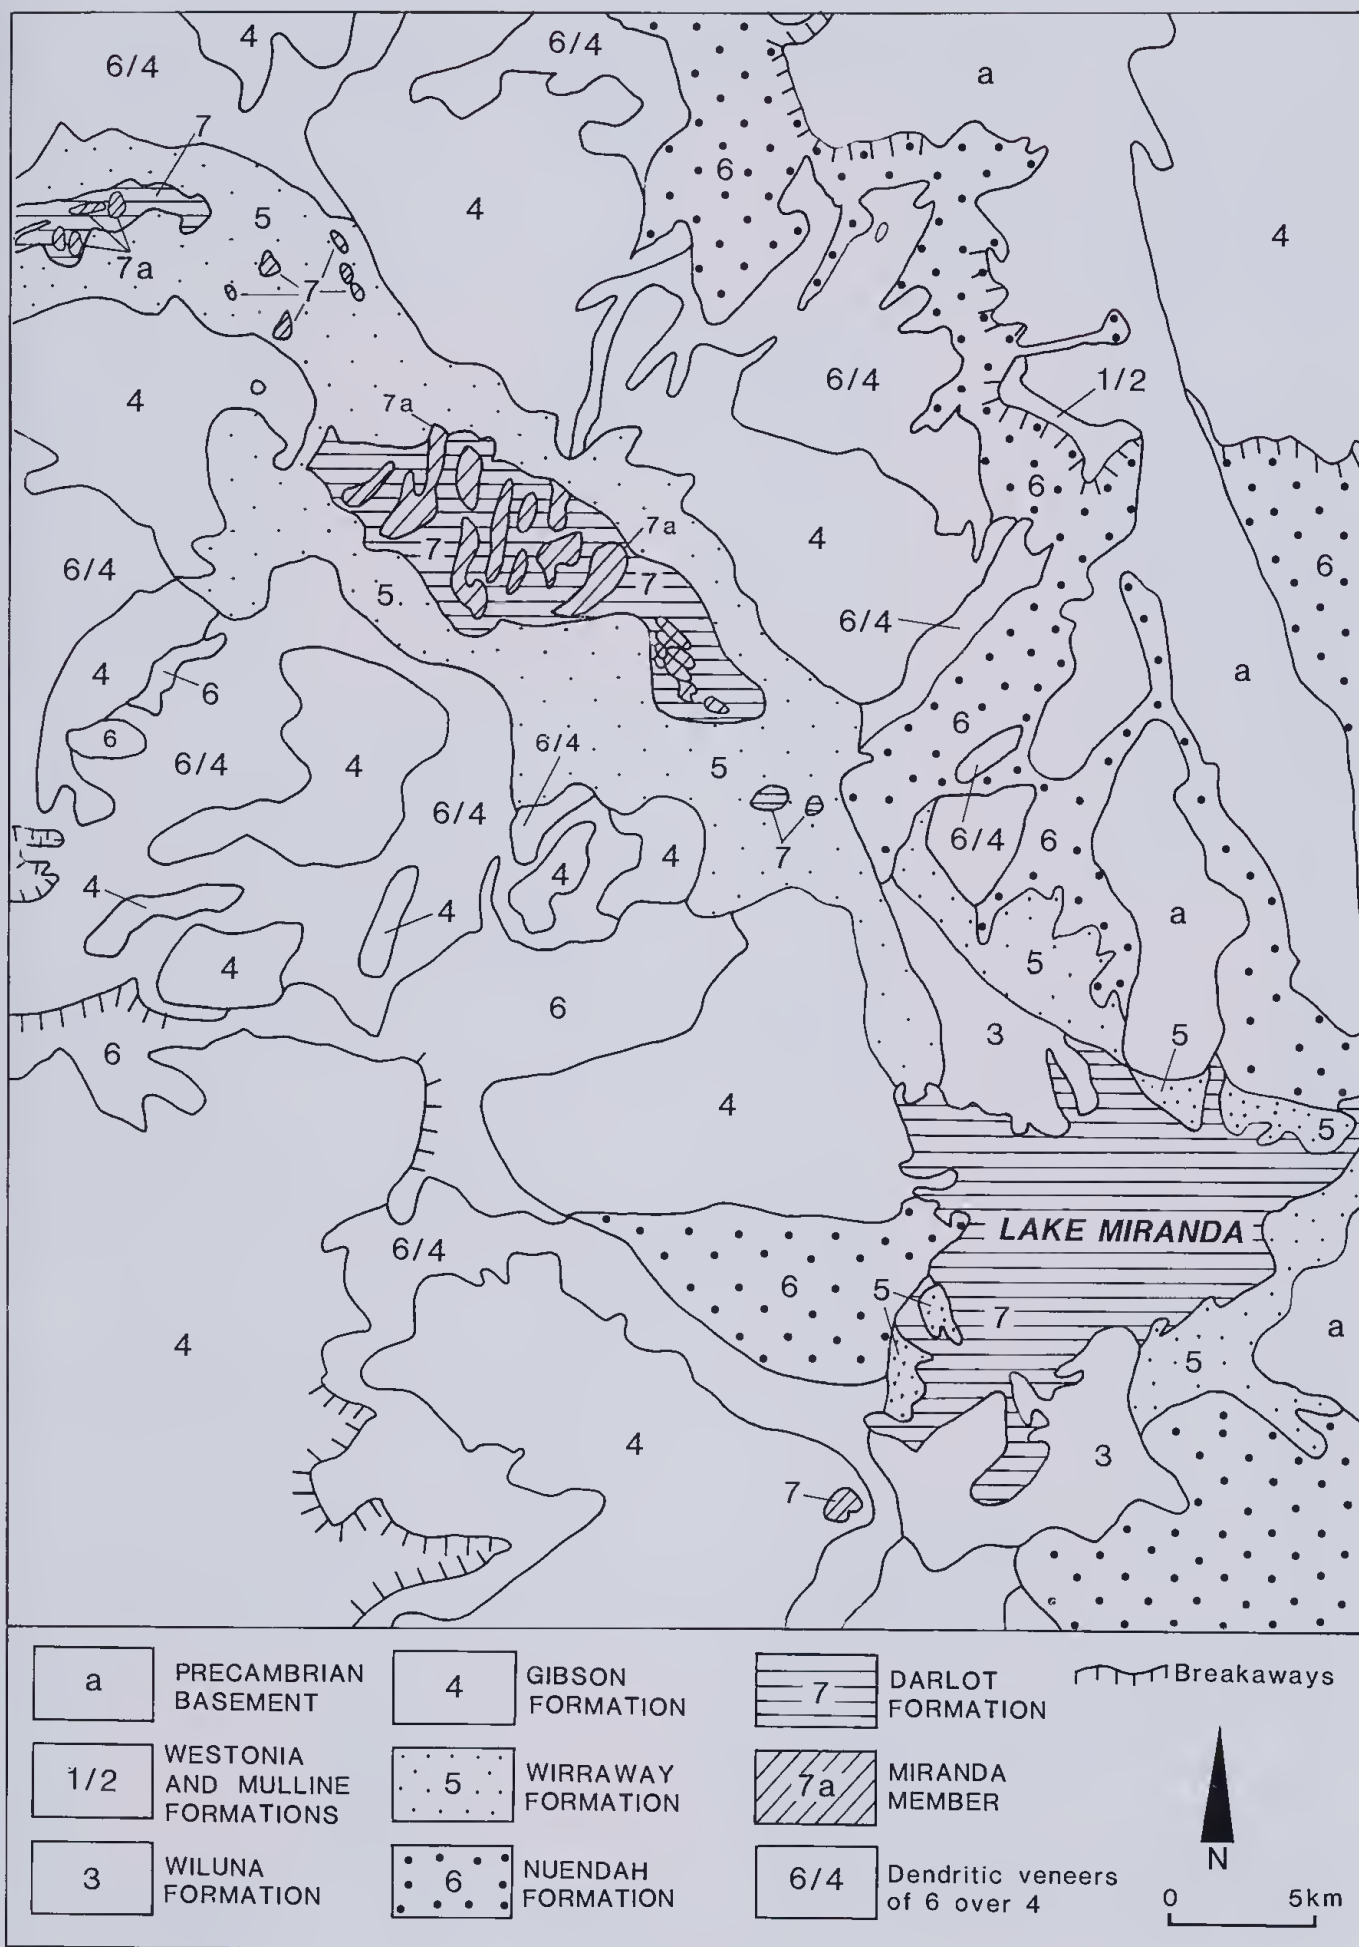 4
6/4
6/4
a
7
6
4
5
4
7a
7
6/4
1/2
4
7a
6
7a
4
7
6
6/4
5
7
6/4
4
6
a
6
6
6/4
4
6/4
5
6/4
6/4
6
4
4
7
4
4
a
4
5
6
3
5
6
4
5
LAKE MIRANDA
6/4
6
5
7
4
a
5
4
3
7
a
PRECAMBRIAN
BASEMENT
4
GIBSON
FORMATION
7
DARLOT
FORMATION
Breakaways
1/2
WESTONIA
AND MULLINE
FORMATIONS
5
WIRRAWAY
FORMATION
7a
MIRANDA
MEMBER
3
WILUNA
FORMATION
6
NUENDAH
FORMATION
6/4
Dendritic veneers
of 6 over 4
N
0 5km